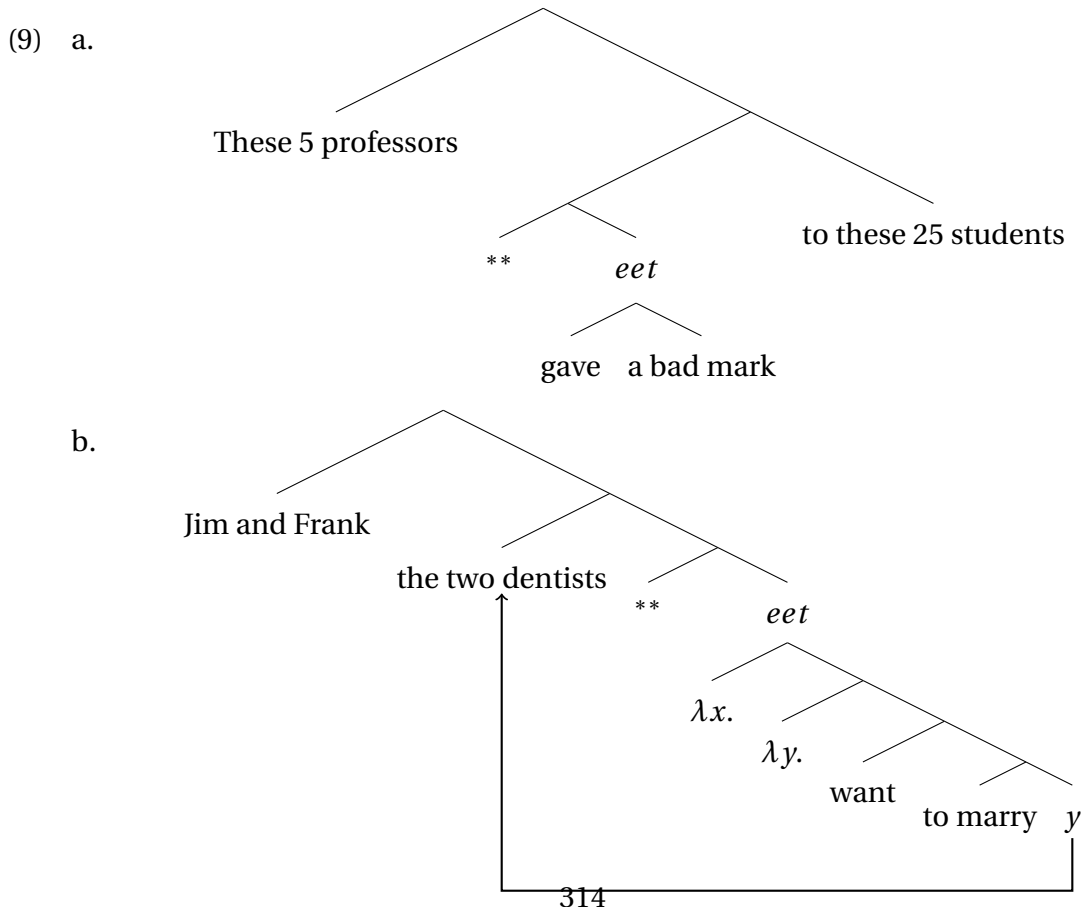 (9) a.
These 5 professors
to these 25 students
** eet
gave a bad mark
b.
Jim and Frank
the two dentists
** eet
λx.
λy.
want
to marry y
314